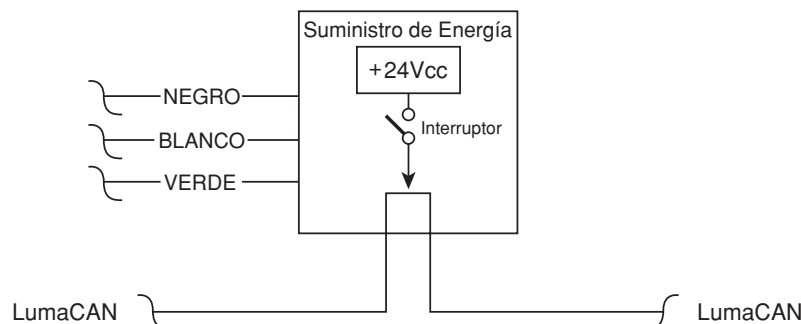 Suministro de Energía
+24Vcc
Interruptor
NEGRO
BLANCO
VERDE
LumaCAN
LumaCAN